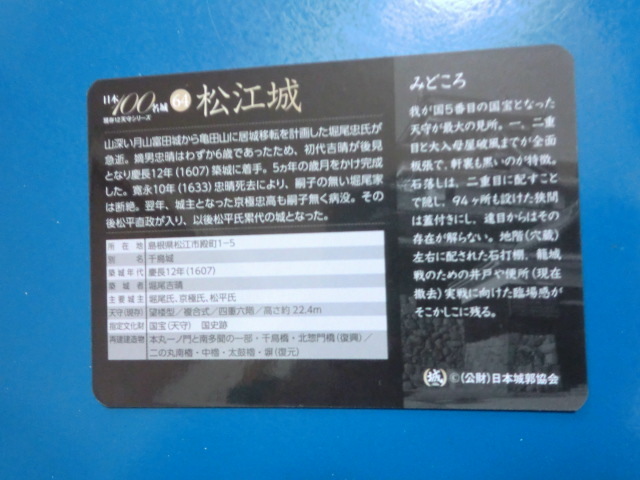 日本100名城 64 松江城
現存12天守シリーズ
山深い月山富田城から亀田山に居城移転を計画した堀尾忠氏が
急逝。嫡男忠晴はわずか6歳であったため、初代吉晴が後見
となり慶長12年(1607)築城に着手。5ヵ年の歳月をかけ完成
した。寛永10年(1633)忠晴死去により、嗣子の無い堀尾家
は断絶。翌年、城主となった京極忠高も嗣子無く病没。その
後松平直政が入り、以後松平氏累代の城となった。
所在地 島根県松江市殿町1-5
別名 千鳥城
築城年代 慶長12年(1607)
築城者 堀尾吉晴
主要城主 堀尾氏、京極氏、松平氏
天守(現存) 望楼型/複合式/四重六階/高さ約22.4m
指定文化財 国宝(天守) 国史跡
再建建造物 本丸一ノ門と南多聞の一部・千鳥橋・北惣門橋(復興)/
二の丸南櫓・中櫓・太鼓櫓・塀(復元)
みどころ
我が国5番目の国宝となった
天守が最大の見所。一、二重
目と大入母屋破風までが全面
板張で、軒裏も黒いのが特徴。
石落しは、二重目に配すこと
で隠し、94ヶ所も設けた狭間
は蓋付きにし、遠目からはその
存在が解らない。地階(穴蔵)
左右に配された石打棚、籠城
戦のための井戸や便所(現在
撤去)実戦に向けた臨場感が
そこかしこに残る。
城 ©(公財)日本城郭協会